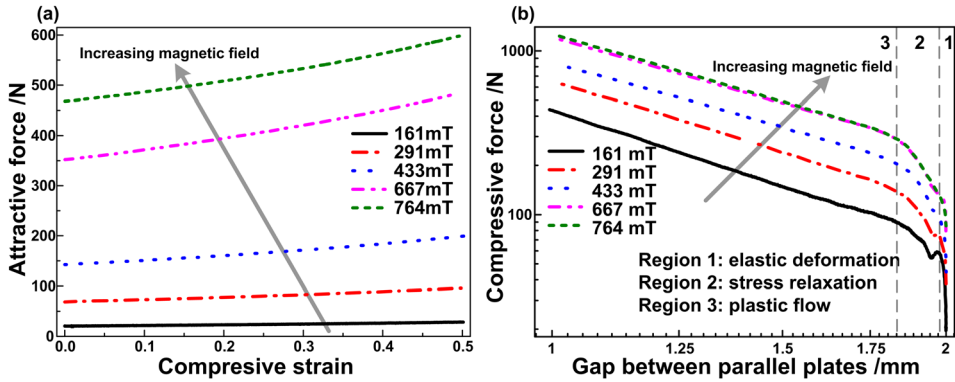 (a)
Attractive force /N
600
500
400
300
200
100
0
Increasing magnetic field
161mT
291mT
433mT
667mT
764mT
0.0 0.1 0.2 0.3 0.4 0.5
Compresive strain
(b)
Compressive force /N
1000
100
3 2 1
Increasing magnetic field
161 mT
291 mT
433 mT
667 mT
764 mT
Region 1: elastic deformation
Region 2: stress relaxation
Region 3: plastic flow
1 1.25 1.5 1.75 2
Gap between parallel plates /mm